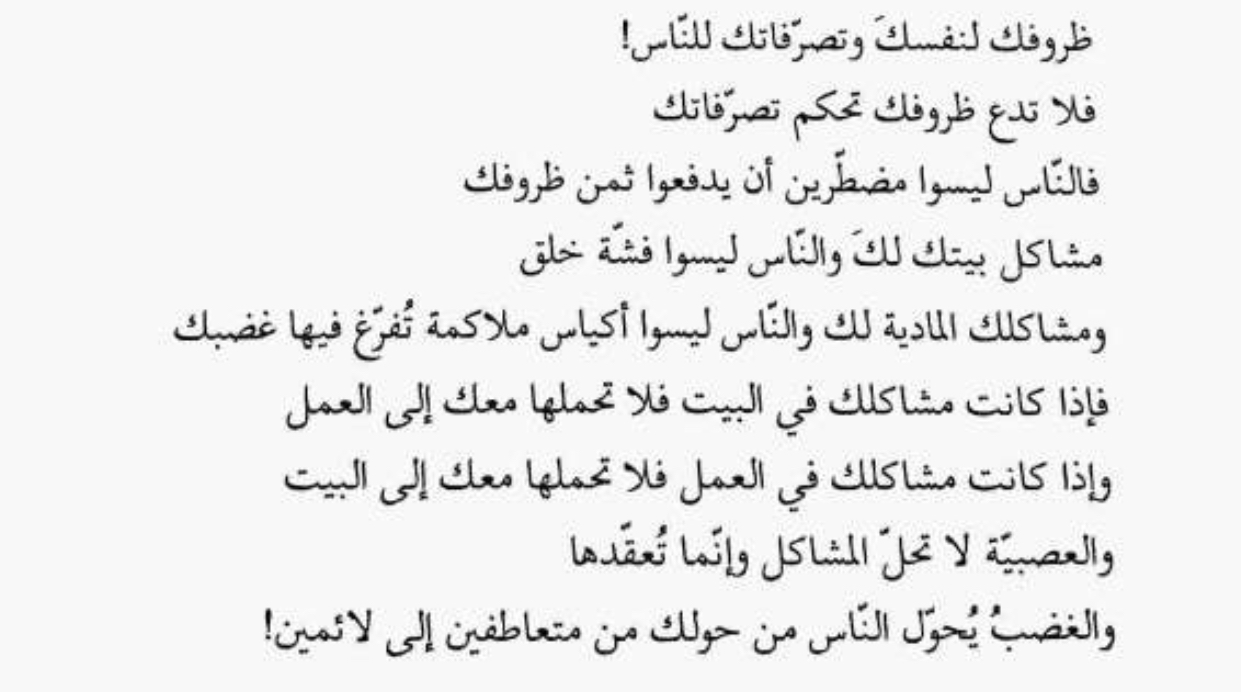 ظروفك لنفسكَ وتصرّفاتك للنّاس!
فلا تدع ظروفك تحكم تصرّفاتك
فالنّاس ليسوا مضطّرين أن يدفعوا ثمن ظروفك
مشاكل بيتك لكَ والنّاس ليسوا فشّة خلق
ومشاكلك المادية لك والنّاس ليسوا أكياس ملاكمة تُفرّغ فيها غضبك
فإذا كانت مشاكلك في البيت فلا تحملها معك إلى العمل
وإذا كانت مشاكلك في العمل فلا تحملها معك إلى البيت
والعصبيّة لا تحلّ المشاكل وإنّما تُعقّدها
والغضبُ يُحوّل النّاس من حولك من متعاطفين إلى لائمين!